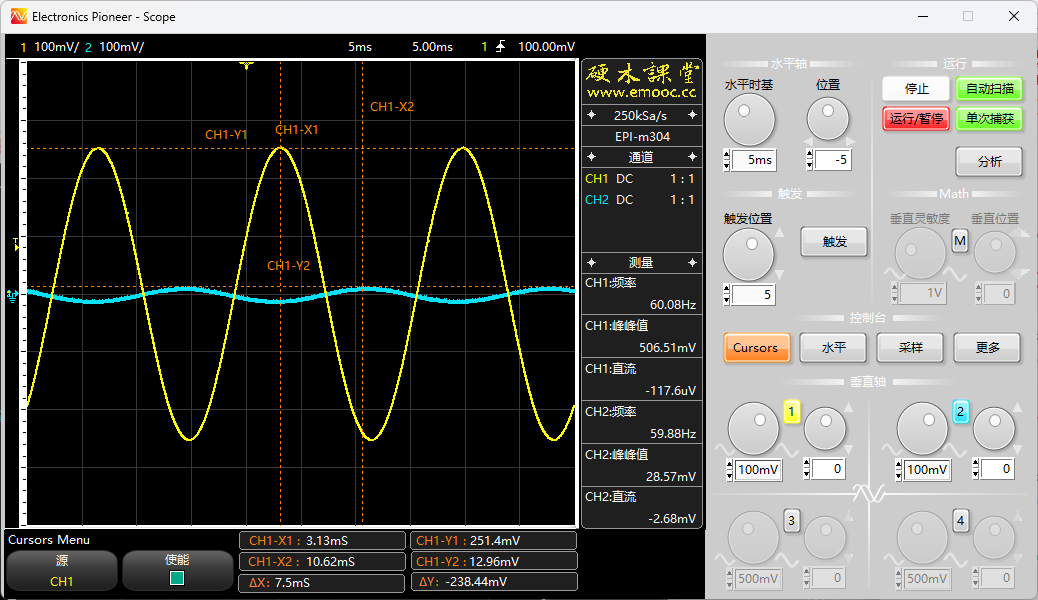 Electronics Pioneer - Scope
1 100mV/ 2 100mV/ 5ms 5.00ms 1 100.00mV
CH1-X2
CH1-Y1
CH1-X1
CH1-Y2
T
硬木課堂
www.emooc.cc
250kSa/s
EPI-m304
通道
CH1 DC 1 : 1
CH2 DC 1 : 1
测量
CH1:频率
60.08Hz
CH1:峰峰值
506.51mV
CH1:直流
-117.6uV
CH2:频率
59.88Hz
CH2:峰峰值
28.57mV
CH2:直流
-2.68mV
Cursors Menu
源
CH1
使能
CH1-X1 : 3.13mS
CH1-Y1 : 251.4mV
CH1-X2 : 10.62mS
CH1-Y2 : 12.96mV
ΔX: 7.5mS
ΔY: -238.44mV
水平轴
水平时基
位置
5ms
-5
运行
停止
自动扫描
运行/暂停
单次捕获
分析
触发
触发位置
触发
5
Math
垂直灵敏度
垂直位置
M
1V
0
控制台
Cursors
水平
采样
更多
垂直轴
1
100mV
0
2
100mV
0
3
500mV
0
4
500mV
0